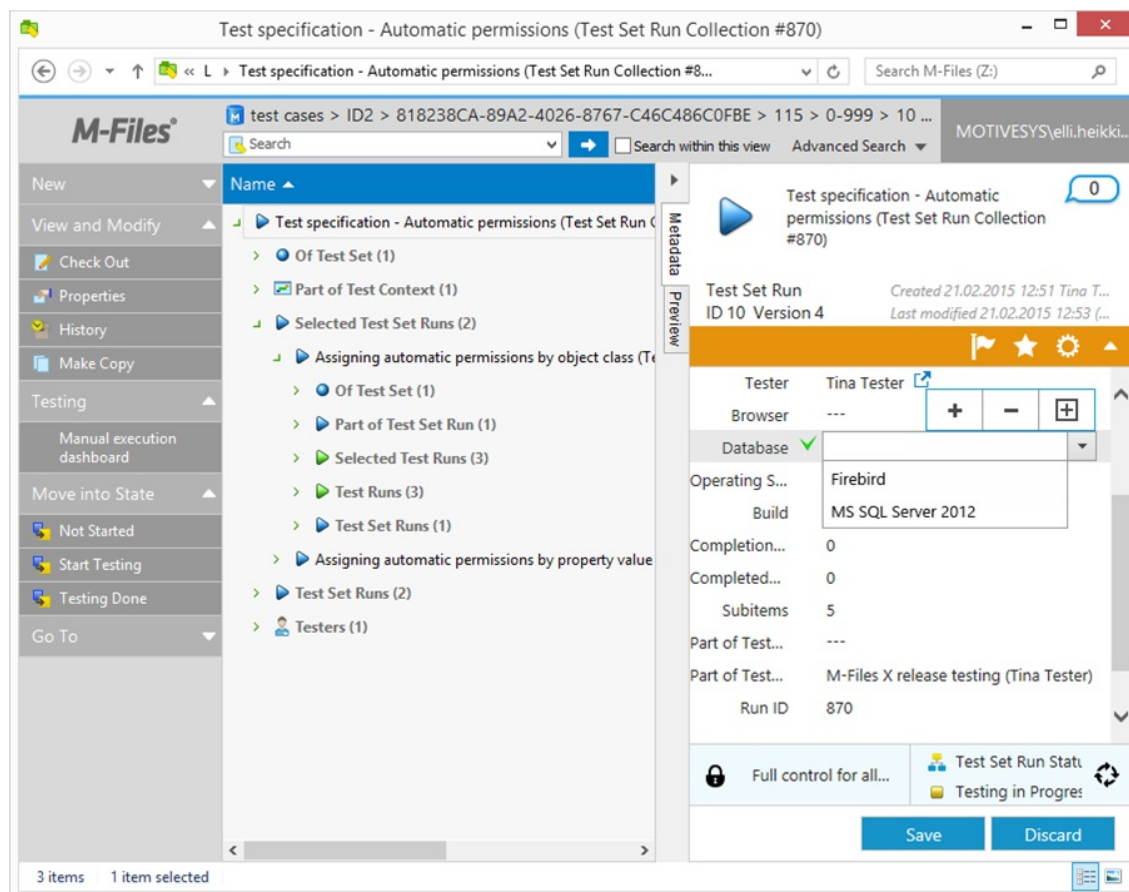 Test specification - Automatic permissions (Test Set Run Collection #870)
« L Test specification - Automatic permissions (Test Set Run Collection #8...
Search M-Files (Z:)
M-Files
test cases > ID2 > 818238CA-89A2-4026-8767-C46C486C0FBE > 115 > 0-999 > 10 ...
Search
Search within this view
Advanced Search
MOTIVESYS\elli.heikki...
New
View and Modify
Check Out
Properties
History
Make Copy
Testing
Manual execution
dashboard
Move into State
Not Started
Start Testing
Testing Done
Go To
Name
Test specification - Automatic permissions (Test Set Run C
Of Test Set (1)
Part of Test Context (1)
Selected Test Set Runs (2)
Assigning automatic permissions by object class (Te
Of Test Set (1)
Part of Test Set Run (1)
Selected Test Runs (3)
Test Runs (3)
Test Set Runs (1)
Assigning automatic permissions by property value
Test Set Runs (2)
Testers (1)
Metadata
Preview
Test specification - Automatic
permissions (Test Set Run Collection
#870)
0
Test Set Run
ID 10 Version 4
Created 21.02.2015 12:51 Tina T...
Last modified 21.02.2015 12:53 (...
Tester Tina Tester
Browser ---
Database
Firebird
MS SQL Server 2012
Operating S...
Build
Completion... 0
Completed... 0
Subitems 5
Part of Test... ---
Part of Test... M-Files X release testing (Tina Tester)
Run ID 870
Full control for all...
Test Set Run Statu
Testing in Progres
Save
Discard
3 items 1 item selected